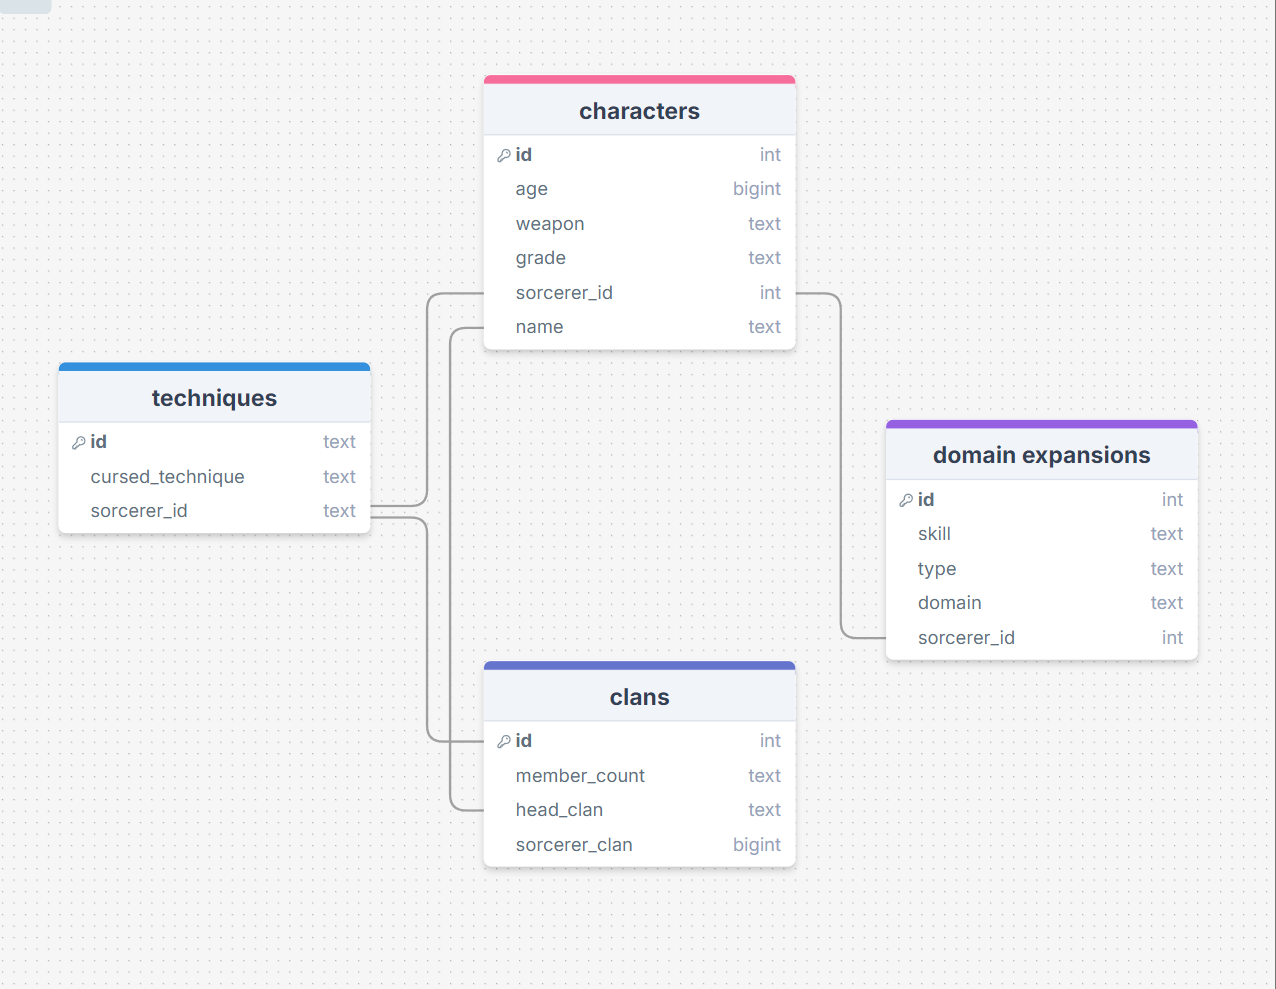 characters
id int
age bigint
weapon text
grade text
sorcerer_id int
name text
techniques
id text
cursed_technique text
sorcerer_id text
domain expansions
id int
skill text
type text
domain text
sorcerer_id int
clans
id int
member_count text
head_clan text
sorcerer_clan bigint